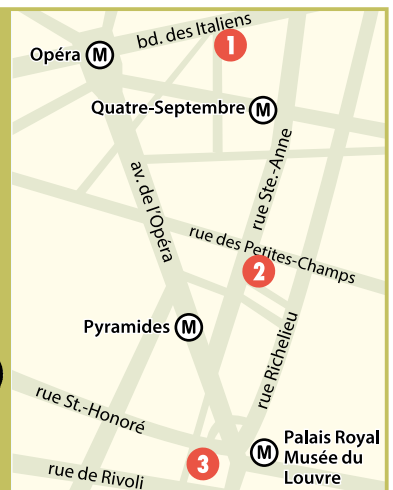 bd. des Italiens
1
Opéra M
Quatre-Septembre M
rue Ste.-Anne
av. de l'Opéra
rue des Petites-Champs
2
Pyramides M
rue Richelieu
rue St.-Honoré
Palais Royal
M Musée du
Louvre
3
rue de Rivoli